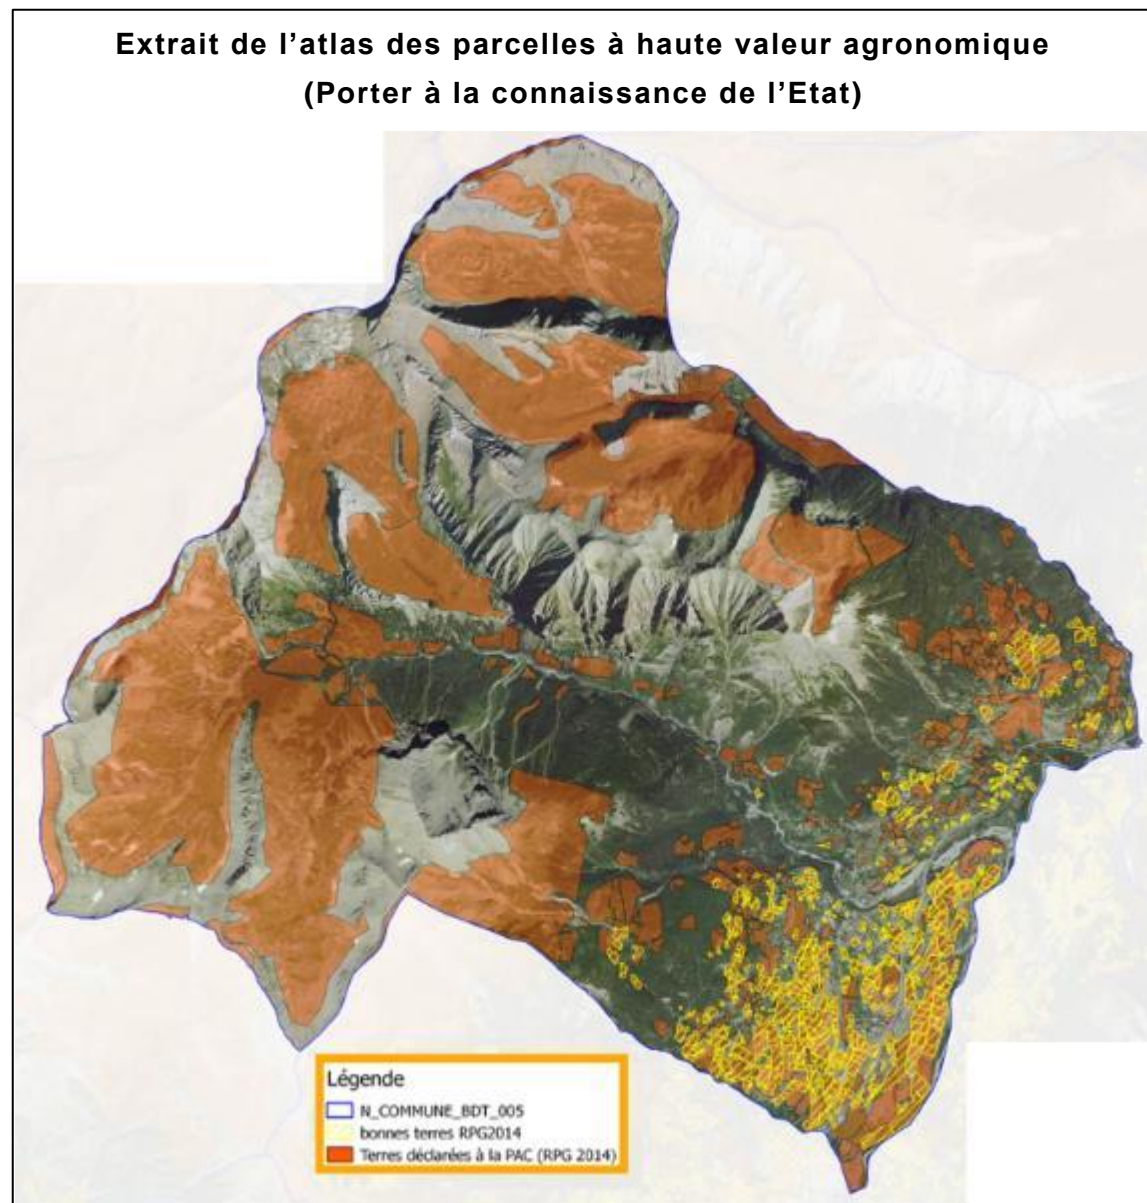 Extrait de l’atlas des parcelles à haute valeur agronomique
(Porter à la connaissance de l’Etat)
Légende
N_COMMUNE_BDT_005
bonnes terres RPG2014
Terres déclarées à la PAC (RPG 2014)